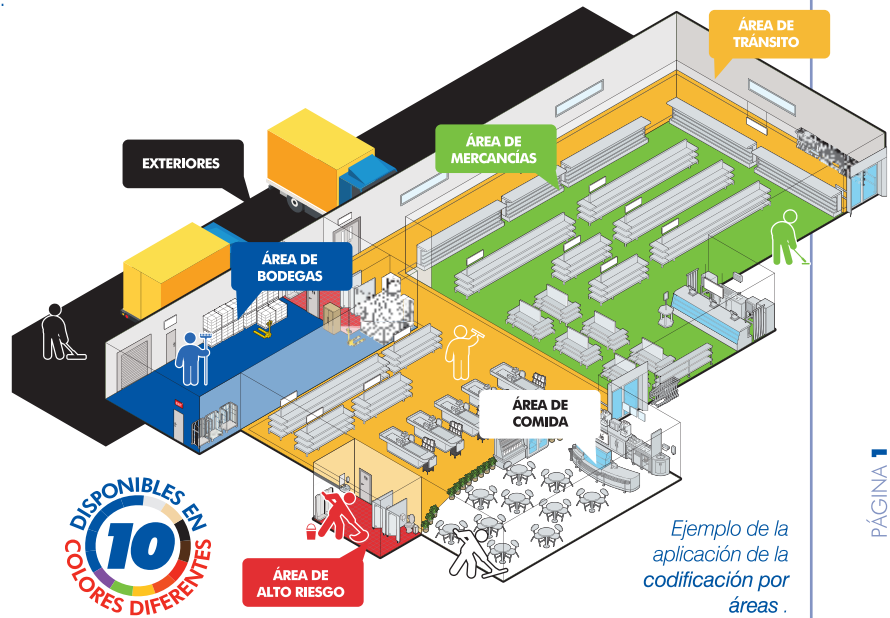 ÁREA DE
TRÁNSITO
ÁREA DE
MERCANCÍAS
EXTERIORES
ÁREA DE
BODEGAS
ÁREA DE
COMIDA
ÁREA DE
ALTO RIESGO
DISPONIBLES EN
10
COLORES DIFERENTES
Ejemplo de la
aplicación de la
codificación por
áreas .
PÁGINA 1